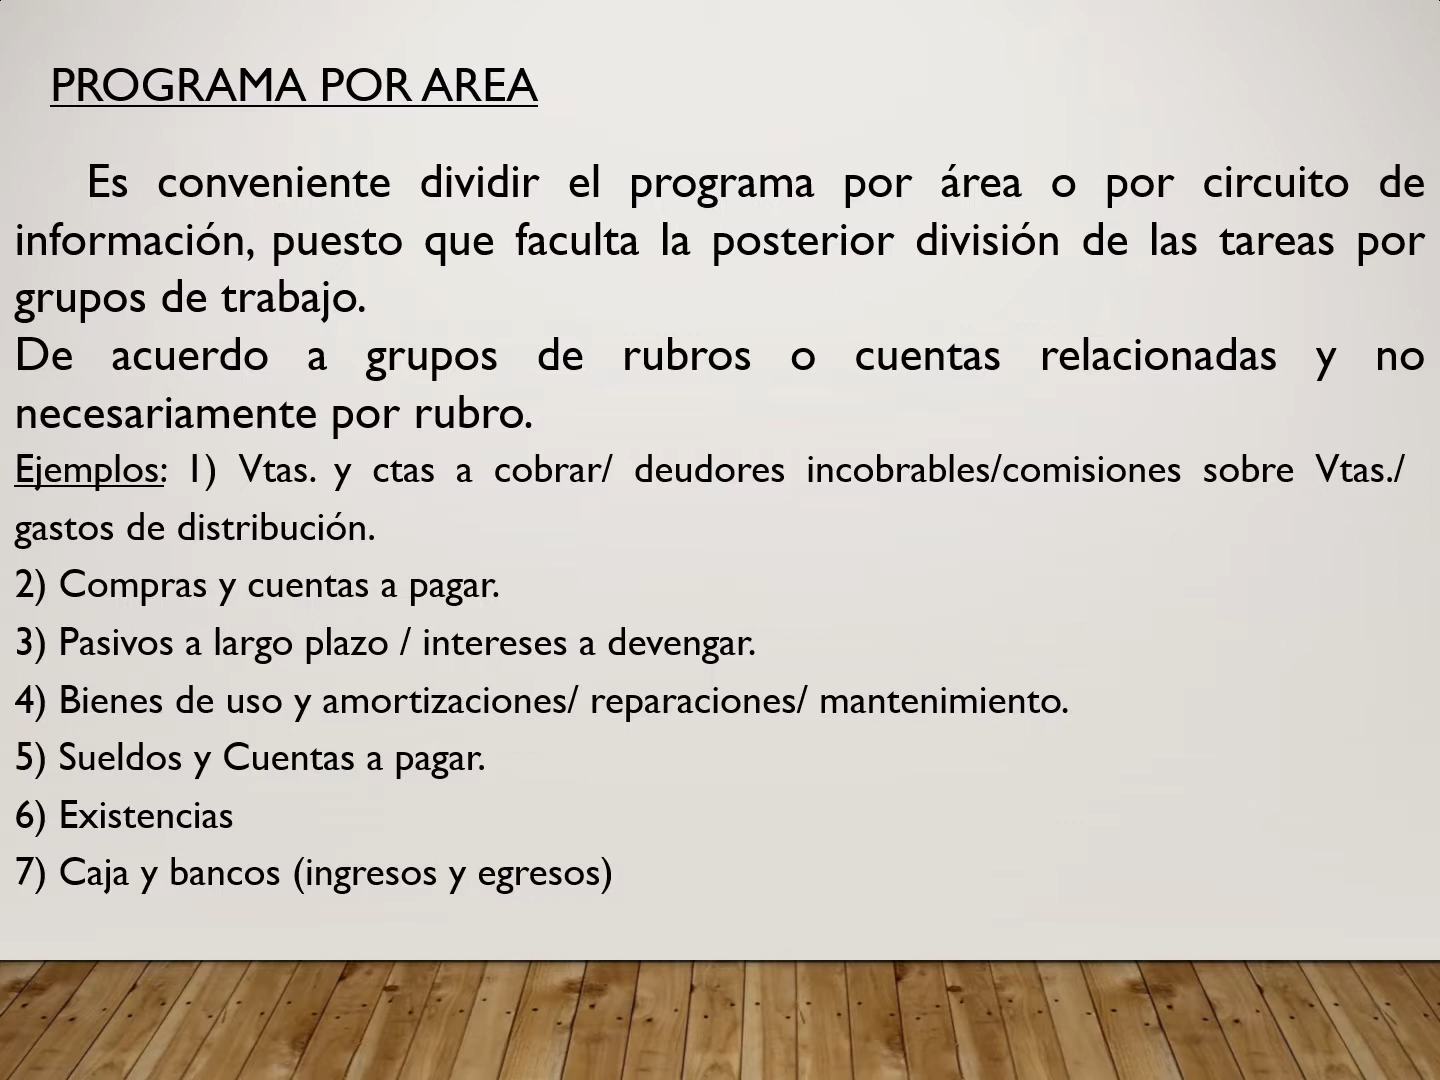 PROGRAMA POR AREA
Es conveniente dividir el programa por área o por circuito de
información, puesto que faculta la posterior división de las tareas por
grupos de trabajo.
De acuerdo a grupos de rubros o cuentas relacionadas y no
necesariamente por rubro.
Ejemplos: 1) Vtas. y ctas a cobrar/ deudores incobrables/comisiones sobre Vtas./
gastos de distribución.
2) Compras y cuentas a pagar.
3) Pasivos a largo plazo / intereses a devengar.
4) Bienes de uso y amortizaciones/ reparaciones/ mantenimiento.
5) Sueldos y Cuentas a pagar.
6) Existencias
7) Caja y bancos (ingresos y egresos)